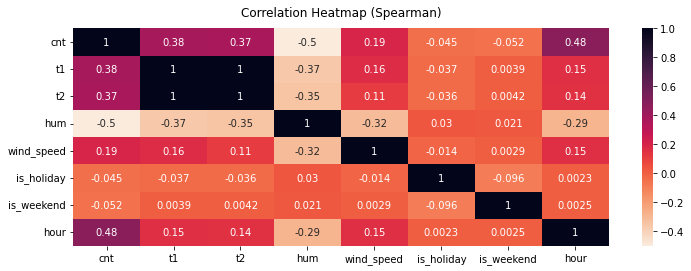 Correlation Heatmap (Spearman)
cnt 1 0.38 0.37 -0.5 0.19 -0.045 -0.052 0.48
t1 0.38 1 1 -0.37 0.16 -0.037 0.0039 0.15
t2 0.37 1 1 -0.35 0.11 -0.036 0.0042 0.14
hum -0.5 -0.37 -0.35 1 -0.32 0.03 0.021 -0.29
wind_speed 0.19 0.16 0.11 -0.32 1 -0.014 0.0029 0.15
is_holiday -0.045 -0.037 -0.036 0.03 -0.014 1 -0.096 0.0023
is_weekend -0.052 0.0039 0.0042 0.021 0.0029 -0.096 1 0.0025
hour 0.48 0.15 0.14 -0.29 0.15 0.0023 0.0025 1
cnt t1 t2 hum wind_speed is_holiday is_weekend hour
1.0
0.8
0.6
0.4
0.2
0.0
-0.2
-0.4